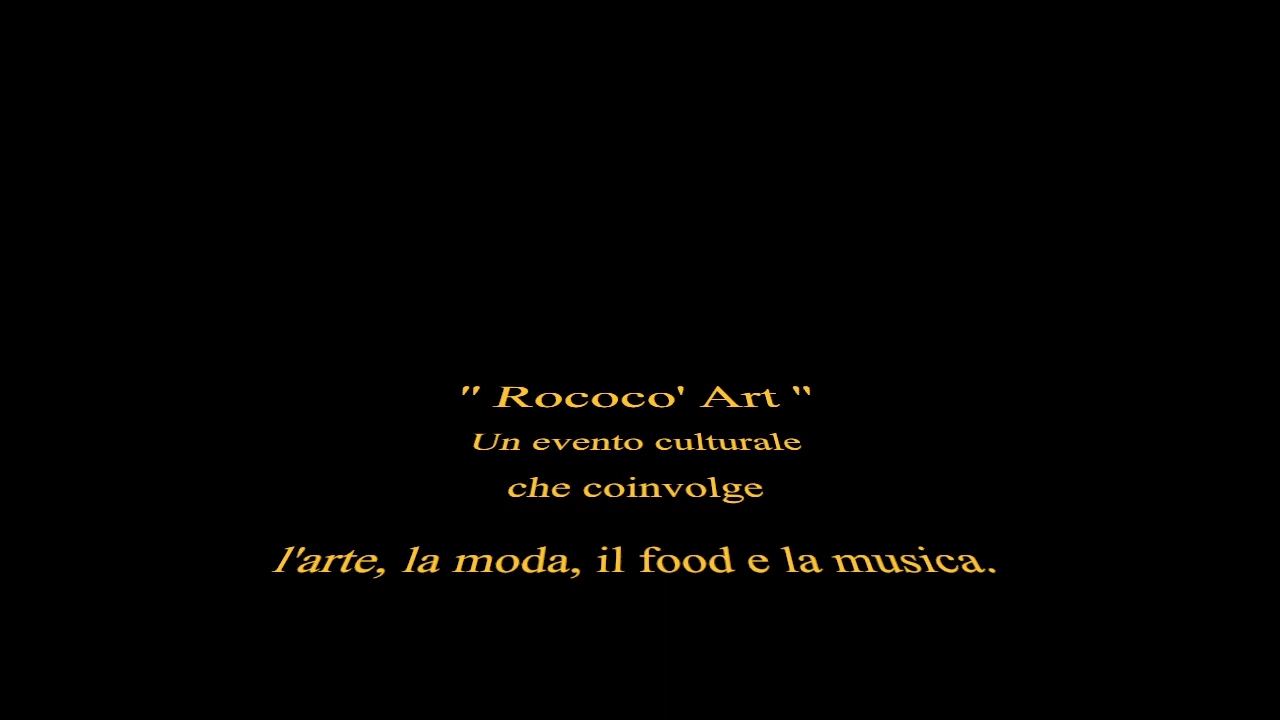 " Rococo' Art "
Un evento culturale
che coinvolge
l'arte, la moda, il food e la musica.